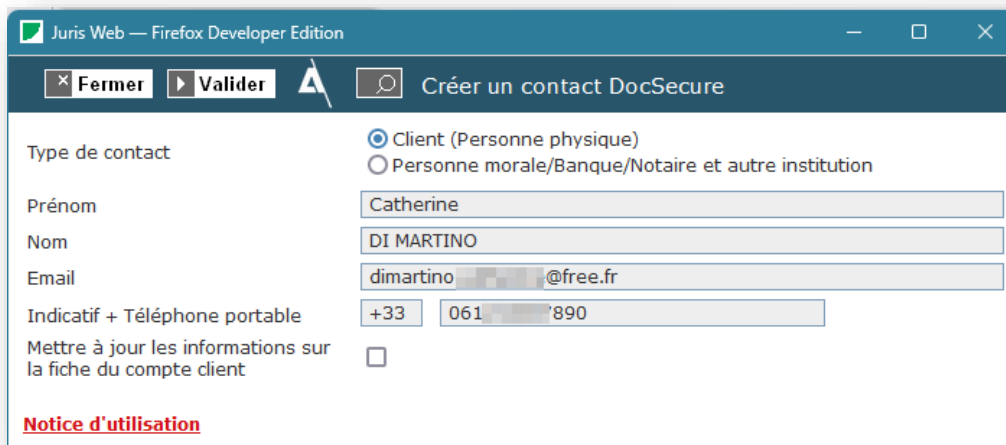 Juris Web — Firefox Developer Edition
Fermer Valider Créer un contact DocSecure
Type de contact
Client (Personne physique)
Personne morale/Banque/Notaire et autre institution
Prénom Catherine
Nom DI MARTINO
Email dimartino @free.fr
Indicatif + Téléphone portable +33 061 890
Mettre à jour les informations sur
la fiche du compte client
Notice d'utilisation